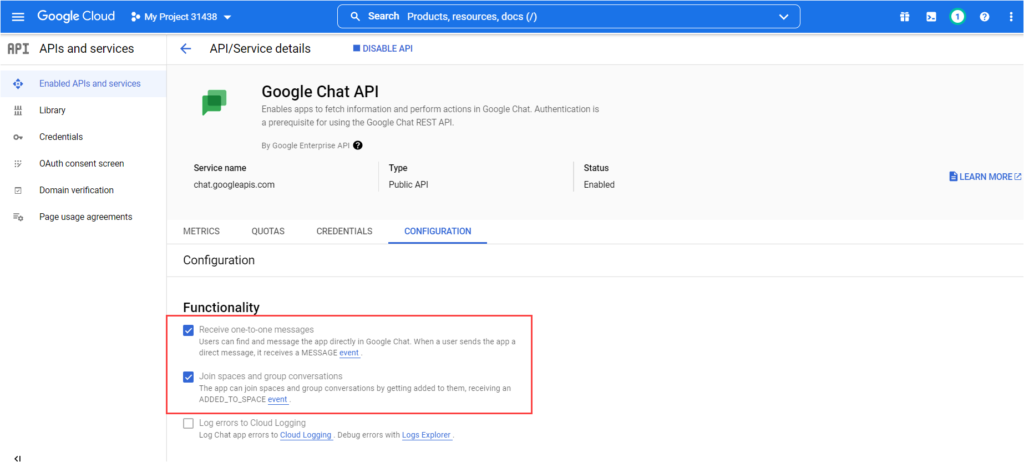 Google Cloud
My Project 31438
Search Products, resources, docs (/)
1
API APIs and services
API/Service details
DISABLE API
Enabled APIs and services
Library
Credentials
OAuth consent screen
Domain verification
Page usage agreements
Google Chat API
Enables apps to fetch information and perform actions in Google Chat. Authentication is
a prerequisite for using the Google Chat REST API.
By Google Enterprise API
Service name
chat.googleapis.com
Type
Public API
Status
Enabled
LEARN MORE
METRICS
QUOTAS
CREDENTIALS
CONFIGURATION
Configuration
Functionality
Receive one-to-one messages
Users can find and message the app directly in Google Chat. When a user sends the app a
direct message, it receives a MESSAGE event .
Join spaces and group conversations
The app can join spaces and group conversations by getting added to them, receiving an
ADDED_TO_SPACE event .
Log errors to Cloud Logging
Log Chat app errors to Cloud Logging . Debug errors with Logs Explorer .